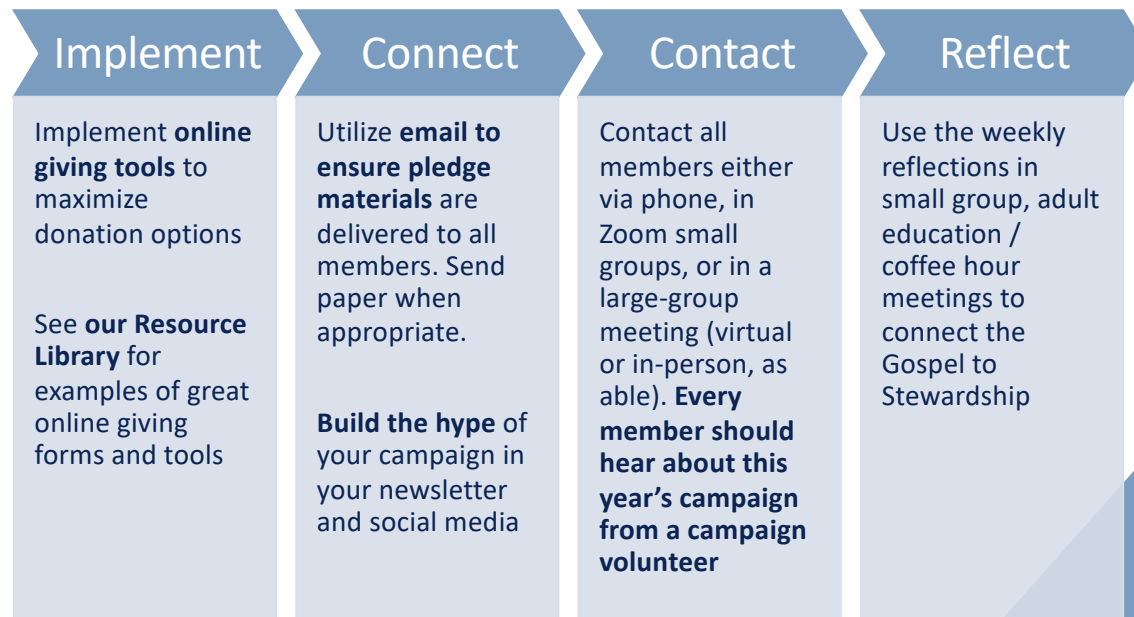 Implement
Implement online
giving tools to
maximize
donation options
See our Resource
Library for
examples of great
online giving
forms and tools
Connect
Utilize email to
ensure pledge
materials are
delivered to all
members. Send
paper when
appropriate.
Build the hype of
your campaign in
your newsletter
and social media
Contact
Contact all
members either
via phone, in
Zoom small
groups, or in a
large-group
meeting (virtual
or in-person, as
able). Every
member should
hear about this
year’s campaign
from a campaign
volunteer
Reflect
Use the weekly
reflections in
small group, adult
education /
coffee hour
meetings to
connect the
Gospel to
Stewardship